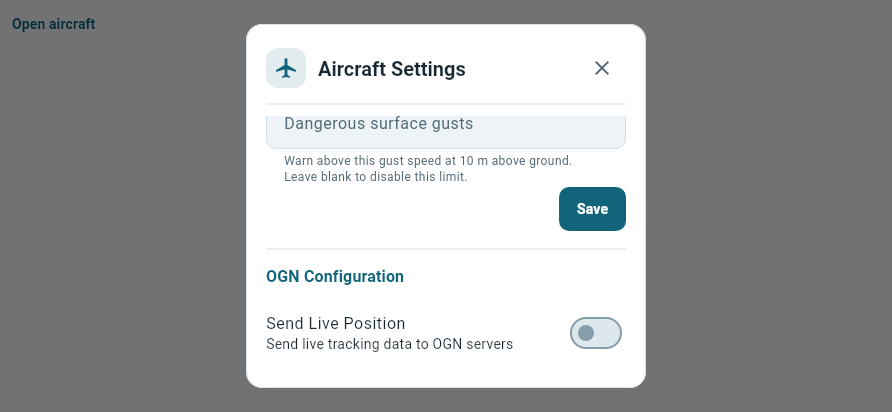 Open aircraft
Aircraft Settings
Dangerous surface gusts
Warn above this gust speed at 10 m above ground.
Leave blank to disable this limit.
Save
OGN Configuration
Send Live Position
Send live tracking data to OGN servers